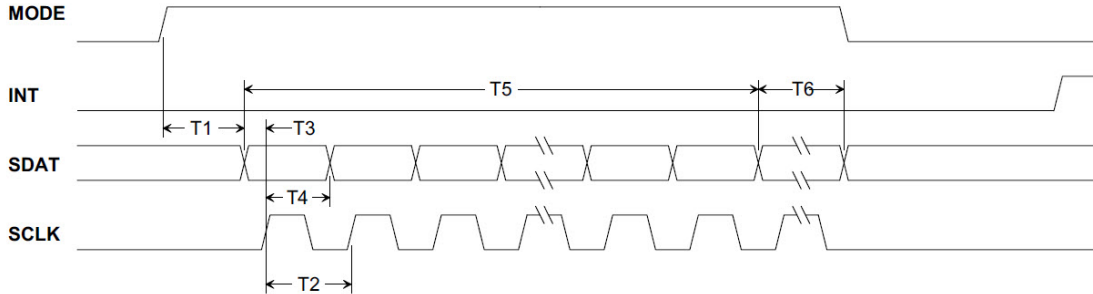 MODE
INT
T5
T6
T1
T3
SDAT
T4
SCLK
T2